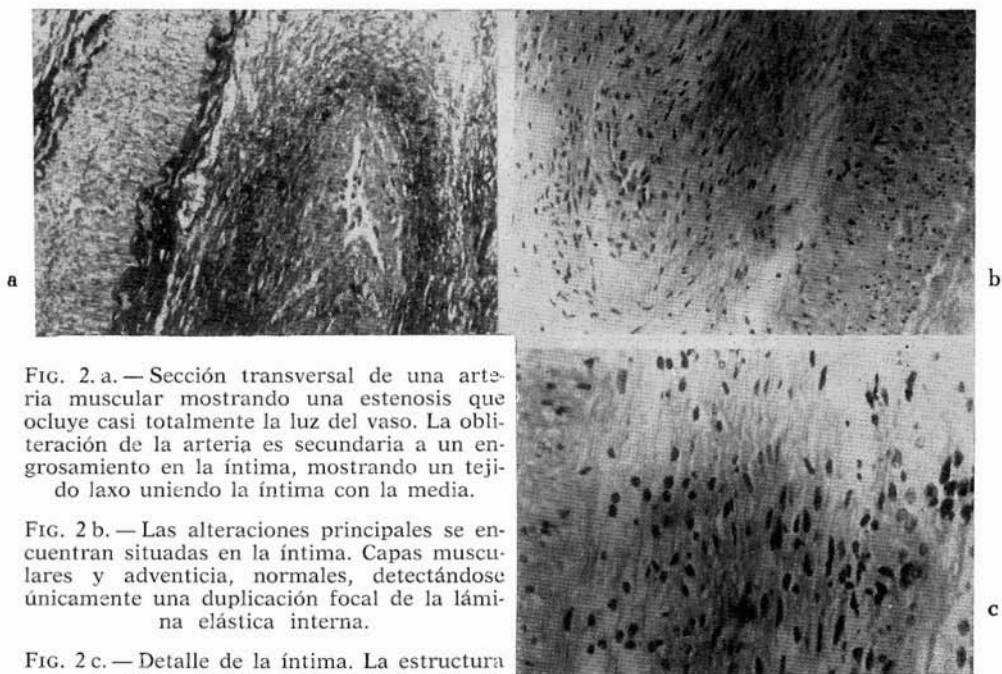 a
b
FIG. 2. a. — Sección transversal de una arte-
ria muscular mostrando una estenosis que
ocluye casi totalmente la luz del vaso. La obli-
teración de la arteria es secundaria a un en-
grosamiento en la íntima, mostrando un teji-
do laxo uniendo la íntima con la media.
FIG. 2 b. — Las alteraciones principales se en-
cuentran situadas en la íntima. Capas muscu-
lares y adventicia, normales, detectándose
únicamente una duplicación focal de la lámi-
na elástica interna.
c
FIG. 2 c. — Detalle de la íntima. La estructura